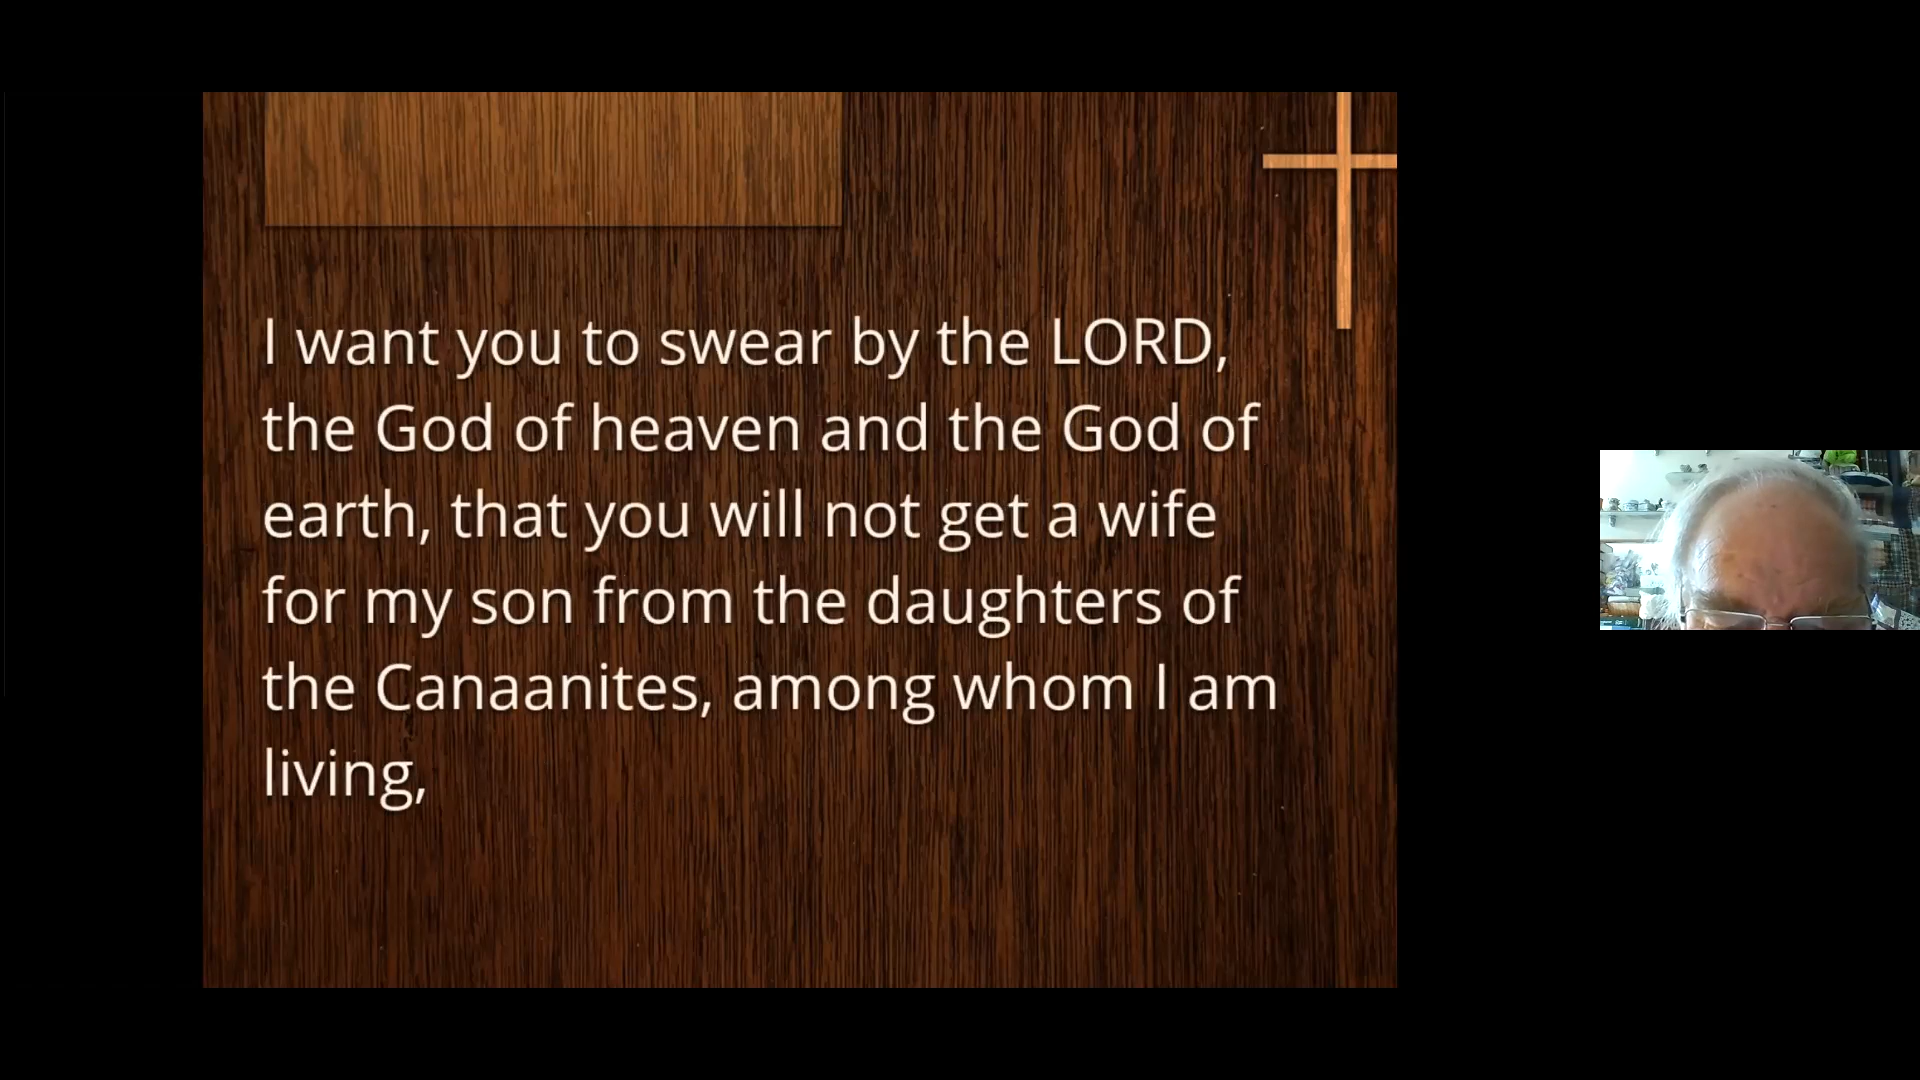 I want you to swear by the LORD,
the God of heaven and the God of
earth, that you will not get a wife
for my son from the daughters of
the Canaanites, among whom I am
living,